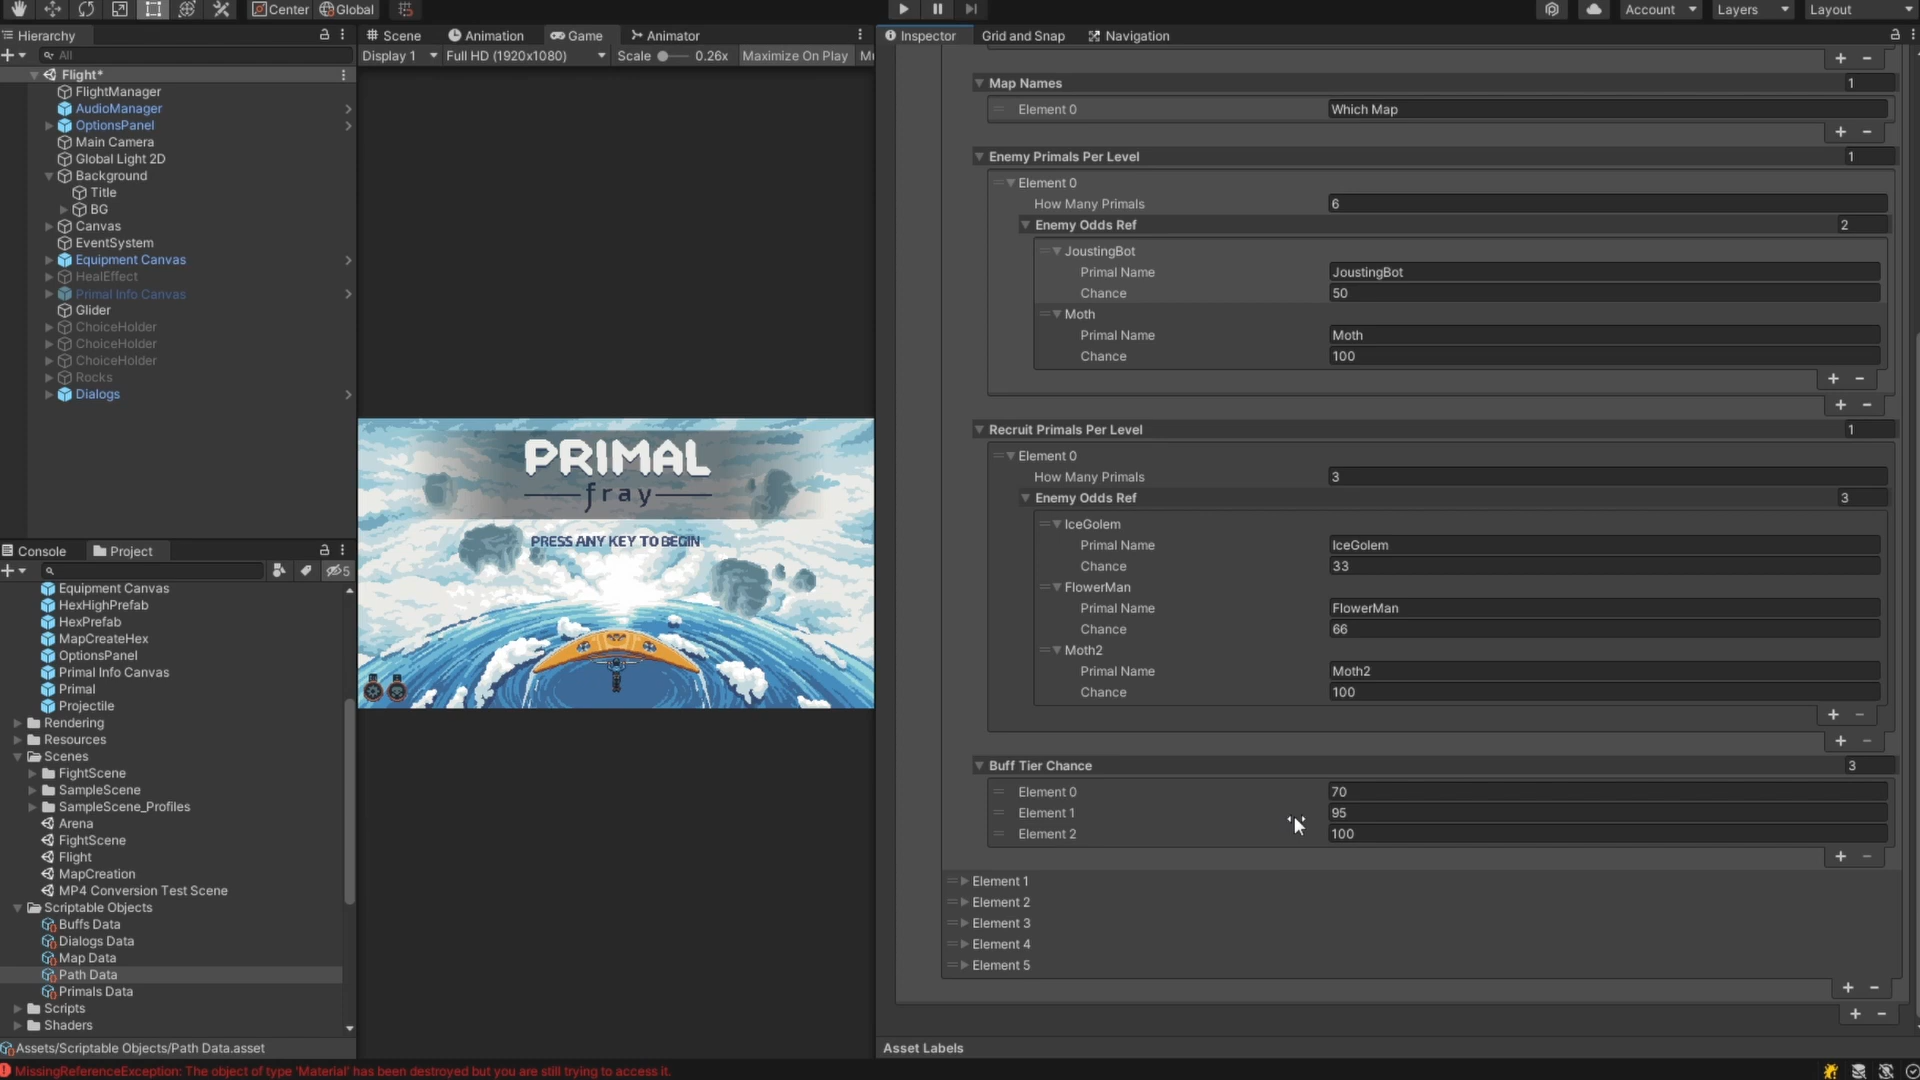 Center Global Account Layers Layout
Hierarchy
All
Flight*
FlightManager
AudioManager
OptionsPanel
Main Camera
Global Light 2D
Background
Title
BG
Canvas
EventSystem
Equipment Canvas
HealEffect
Primal Info Canvas
Glider
ChoiceHolder
ChoiceHolder
ChoiceHolder
Rocks
Dialogs
Console Project
5
Equipment Canvas
HexHighPrefab
HexPrefab
MapCreateHex
OptionsPanel
Primal Info Canvas
Primal
Projectile
Rendering
Resources
Scenes
FightScene
SampleScene
SampleScene_Profiles
Arena
FightScene
Flight
MapCreation
MP4 Conversion Test Scene
Scriptable Objects
Buffs Data
Dialogs Data
Map Data
Path Data
Primals Data
Scripts
Shaders
Assets/Scriptable Objects/Path Data.asset
Scene Animation Game Animator
Display 1 Full HD (1920x1080) Scale 0.26x Maximize On Play Mu
PRIMAL
fray
PRESS ANY KEY TO BEGIN
Inspector Grid and Snap Navigation
Map Names 1
Element 0 Which Map
Enemy Primals Per Level 1
Element 0
How Many Primals 6
Enemy Odds Ref 2
JoustingBot
Primal Name JoustingBot
Chance 50
Moth
Primal Name Moth
Chance 100
Recruit Primals Per Level 1
Element 0
How Many Primals 3
Enemy Odds Ref 3
IceGolem
Primal Name IceGolem
Chance 33
FlowerMan
Primal Name FlowerMan
Chance 66
Moth2
Primal Name Moth2
Chance 100
Buff Tier Chance 3
Element 0 70
Element 1 95
Element 2 100
Element 1
Element 2
Element 3
Element 4
Element 5
Asset Labels
MissingReferenceException: The object of type 'Material' has been destroyed but you are still trying to access it.